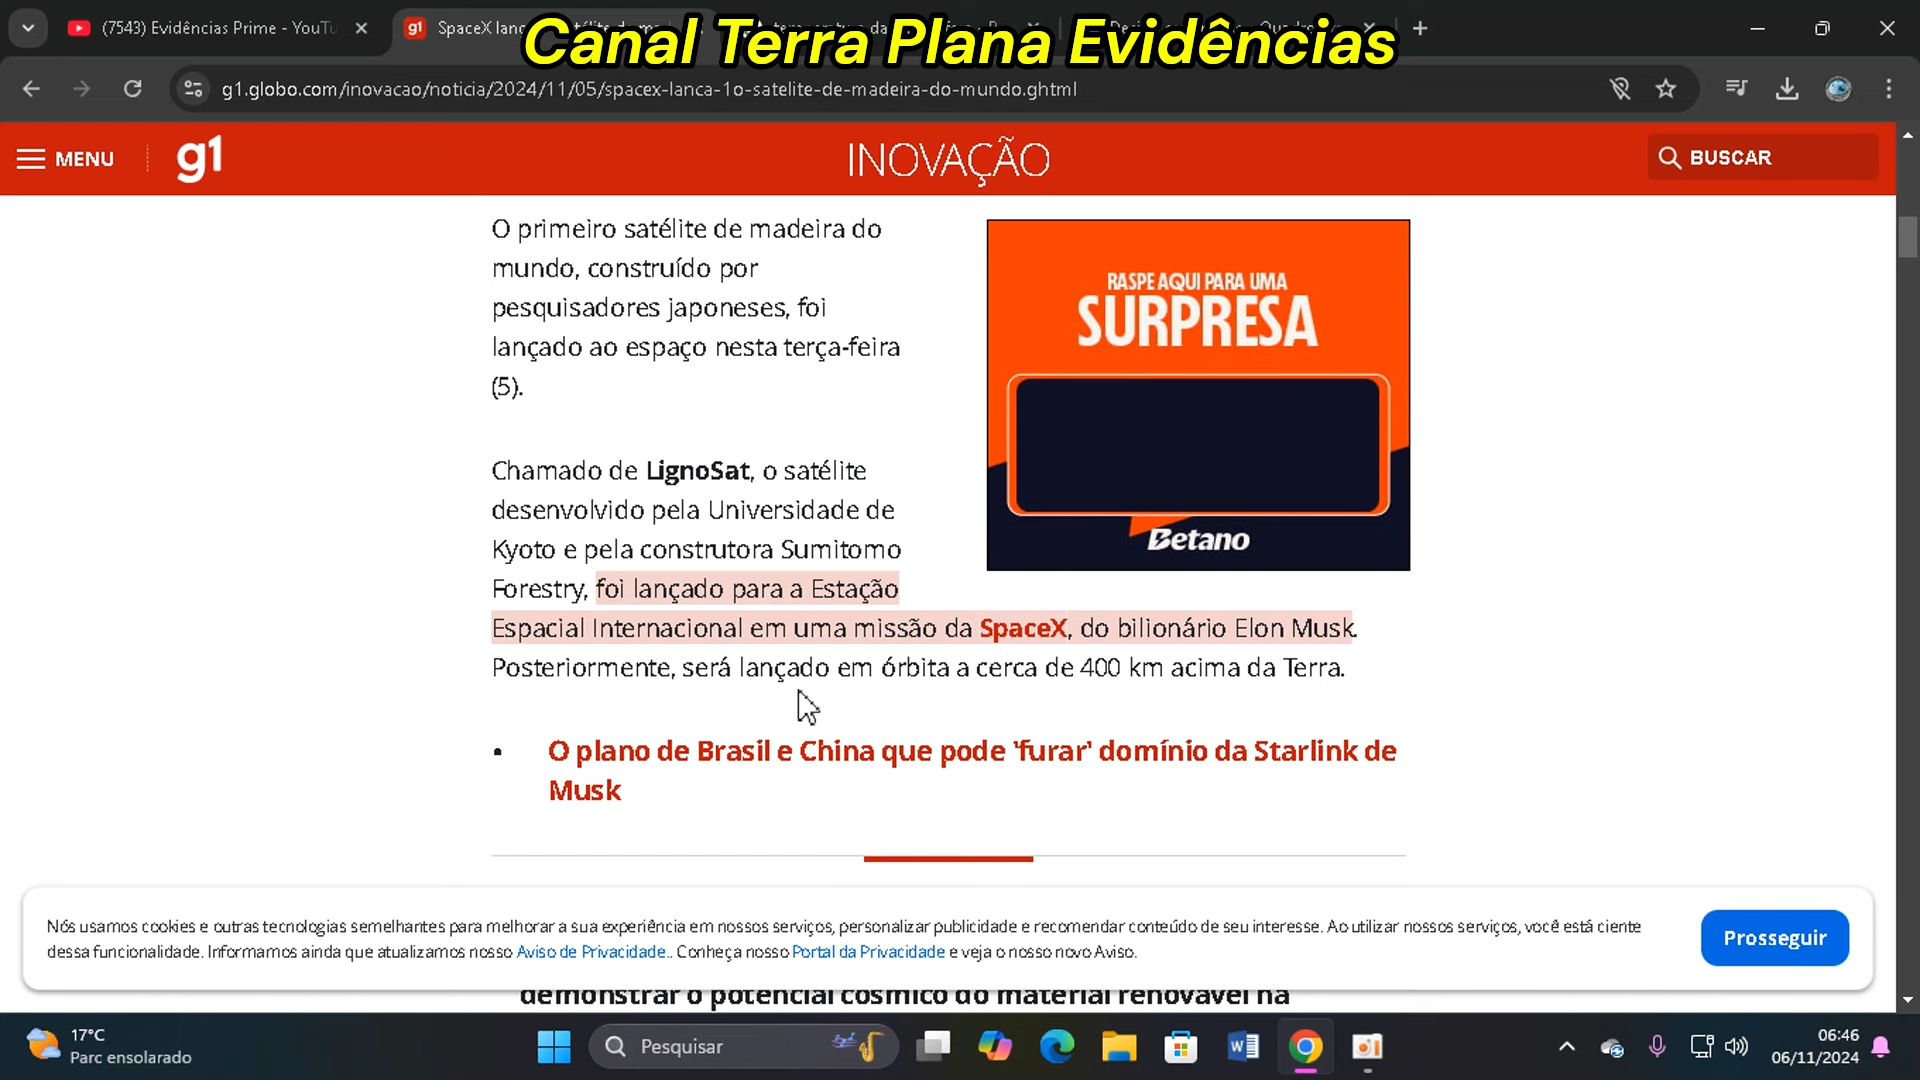 Canal Terra Plana Evidências
(7543) Evidências Prime - YouTu
SpaceX lanç
g1.globo.com/inovacao/noticia/2024/11/05/spacex-lanca-1o-satelite-de-madeira-do-mundo.ghtml
MENU
g1
INOVAÇÃO
BUSCAR
O primeiro satélite de madeira do
mundo, construído por
pesquisadores japoneses, foi
lançado ao espaço nesta terça-feira
(5).
RASPE AQUI PARA UMA
SURPRESA
Betano
Chamado de LignoSat, o satélite
desenvolvido pela Universidade de
Kyoto e pela construtora Sumitomo
Forestry, foi lançado para a Estação
Espacial Internacional em uma missão da SpaceX, do bilionário Elon Musk.
Posteriormente, será lançado em órbita a cerca de 400 km acima da Terra.
• O plano de Brasil e China que pode 'furar' domínio da Starlink de
Musk
Nós usamos cookies e outras tecnologias semelhantes para melhorar a sua experiência em nossos serviços, personalizar publicidade e recomendar conteúdo de seu interesse. Ao utilizar nossos serviços, você está ciente
dessa funcionalidade. Informamos ainda que atualizamos nosso Aviso de Privacidade.. Conheça nosso Portal da Privacidade e veja o nosso novo Aviso.
Prosseguir
demonstrar o potencial cósmico do material renovável na
17°C
Parc ensolarado
Pesquisar
06:46
06/11/2024